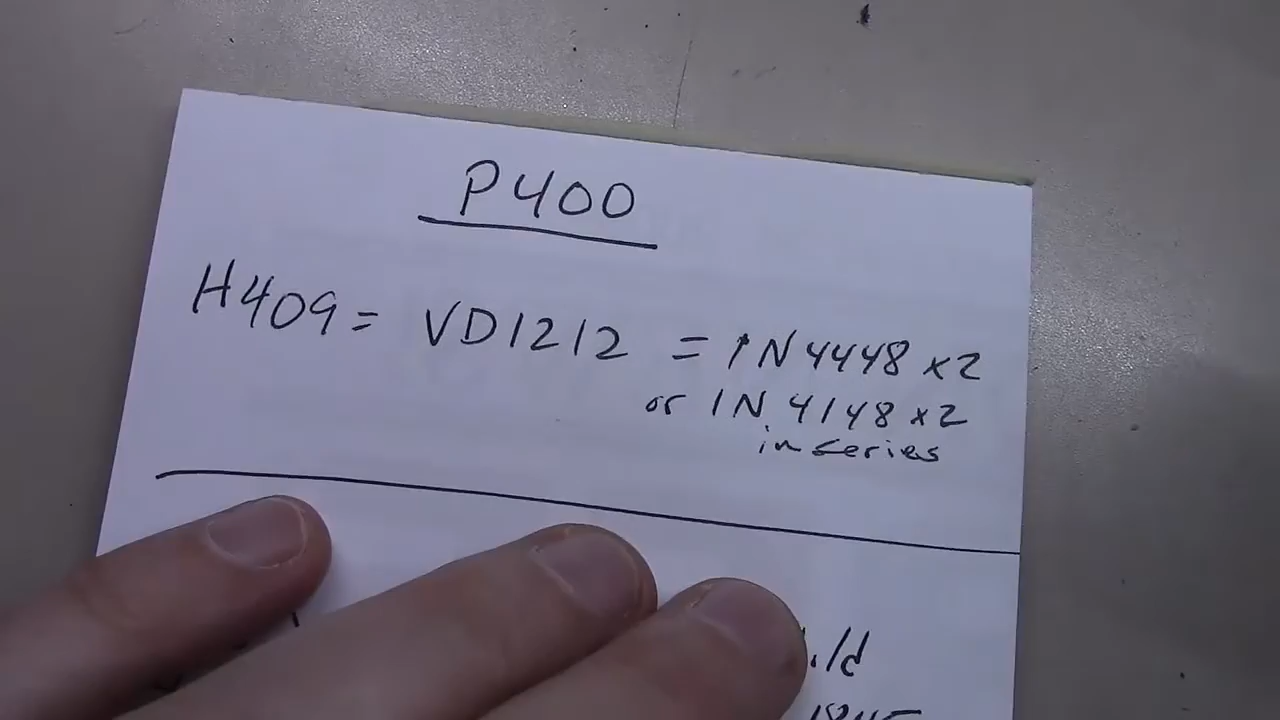 P400
H409 = VD1212 = 1N4448 x2
or 1N4148 x2
in series